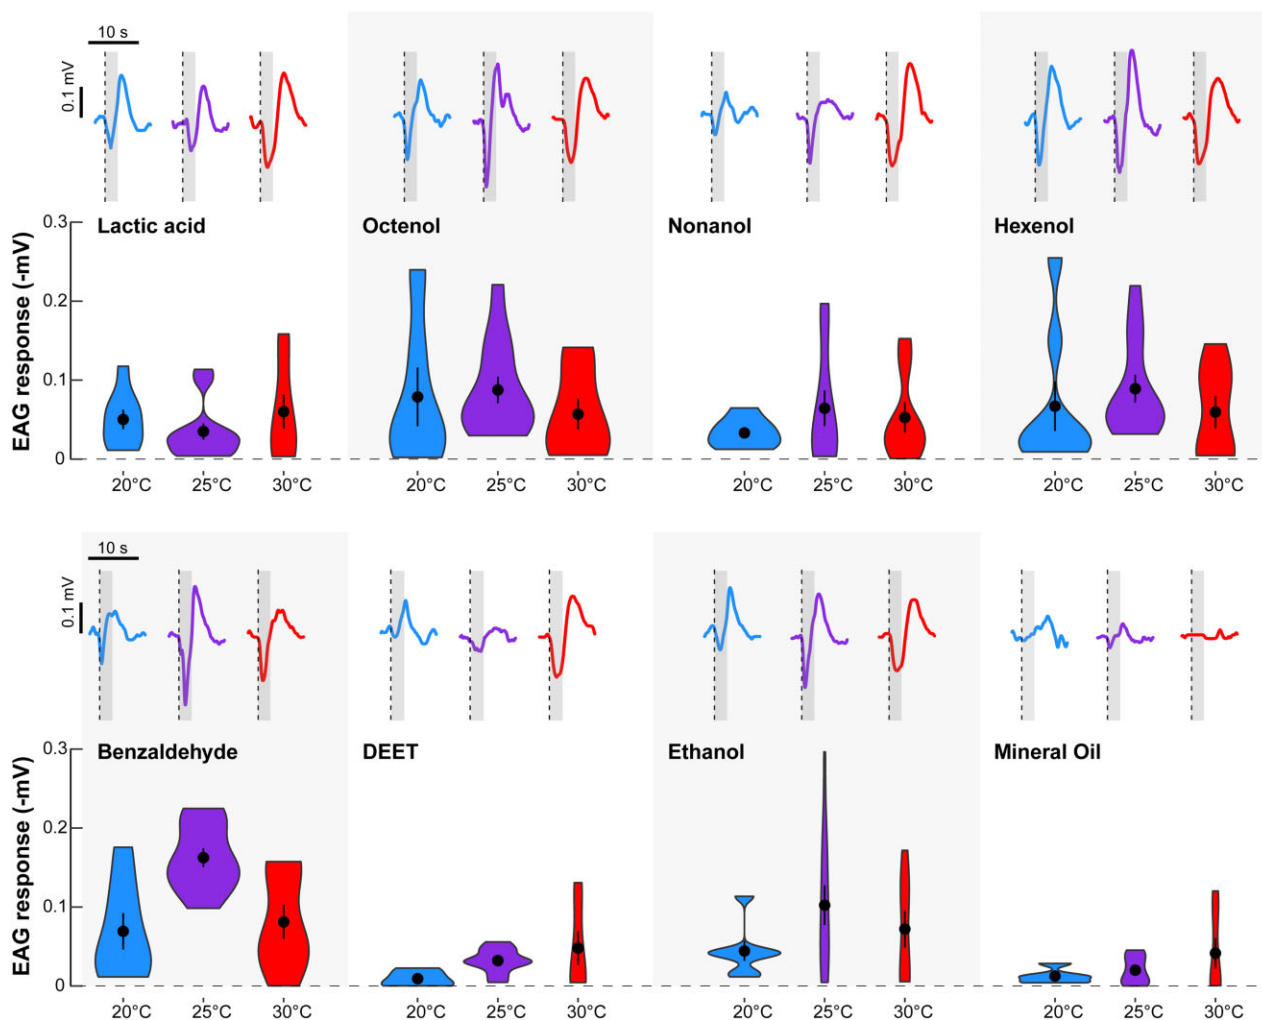 10 s
0.1 mV
EAG response (-mV)
0.3
0.2
0.1
0
Lactic acid
Octenol
Nonanol
Hexenol
20°C 25°C 30°C 20°C 25°C 30°C 20°C 25°C 30°C 20°C 25°C 30°C
10 s
0.1 mV
EAG response (-mV)
0.3
0.2
0.1
0
Benzaldehyde
DEET
Ethanol
Mineral Oil
20°C 25°C 30°C 20°C 25°C 30°C 20°C 25°C 30°C 20°C 25°C 30°C